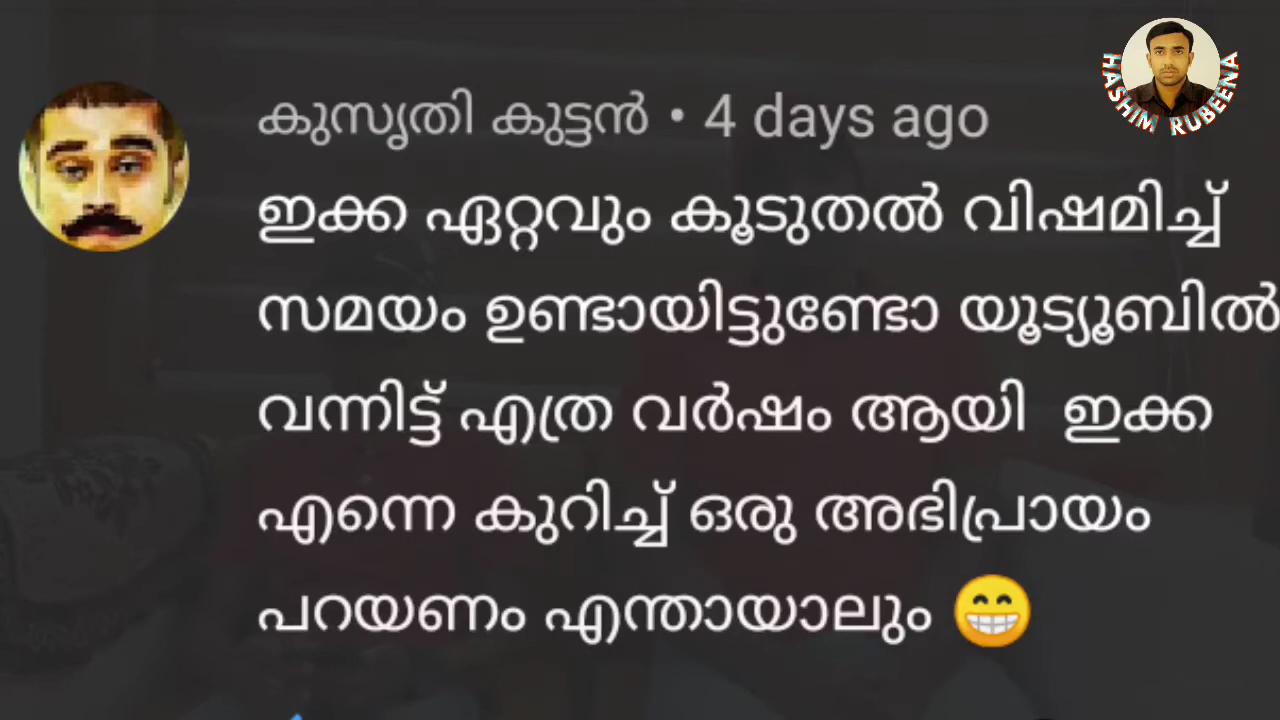 HASHIM RUBEENA
കുസൃതി കുട്ടൻ • 4 days ago
ഇക്ക ഏറ്റവും കൂടുതൽ വിഷമിച്ച്
സമയം ഉണ്ടായിട്ടുണ്ടോ യൂട്യൂബിൽ
വന്നിട്ട് എത്ര വർഷം ആയി ഇക്ക
എന്നെ കുറിച്ച് ഒരു അഭിപ്രായം
പറയണം എന്തായാലും 😁